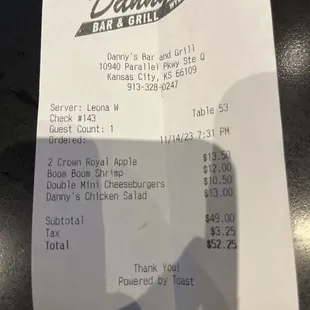 Danny's
BAR & GRILL
Danny's Bar and Grill
10940 Parallel Pkwy Ste Q
Kansas City, KS 66109
913-328-0247
Server: Leona W
Table 53
Check #143
Guest Count: 1
Ordered: 11/14/23 7:31 PM
2 Crown Royal Apple $13.50
Boom Boom Shrimp $12.00
Double Mini Cheeseburgers $10.50
Danny's Chicken Salad $13.00
Subtotal $49.00
Tax $3.25
Total $52.25
Thank You!
Powered by Toast